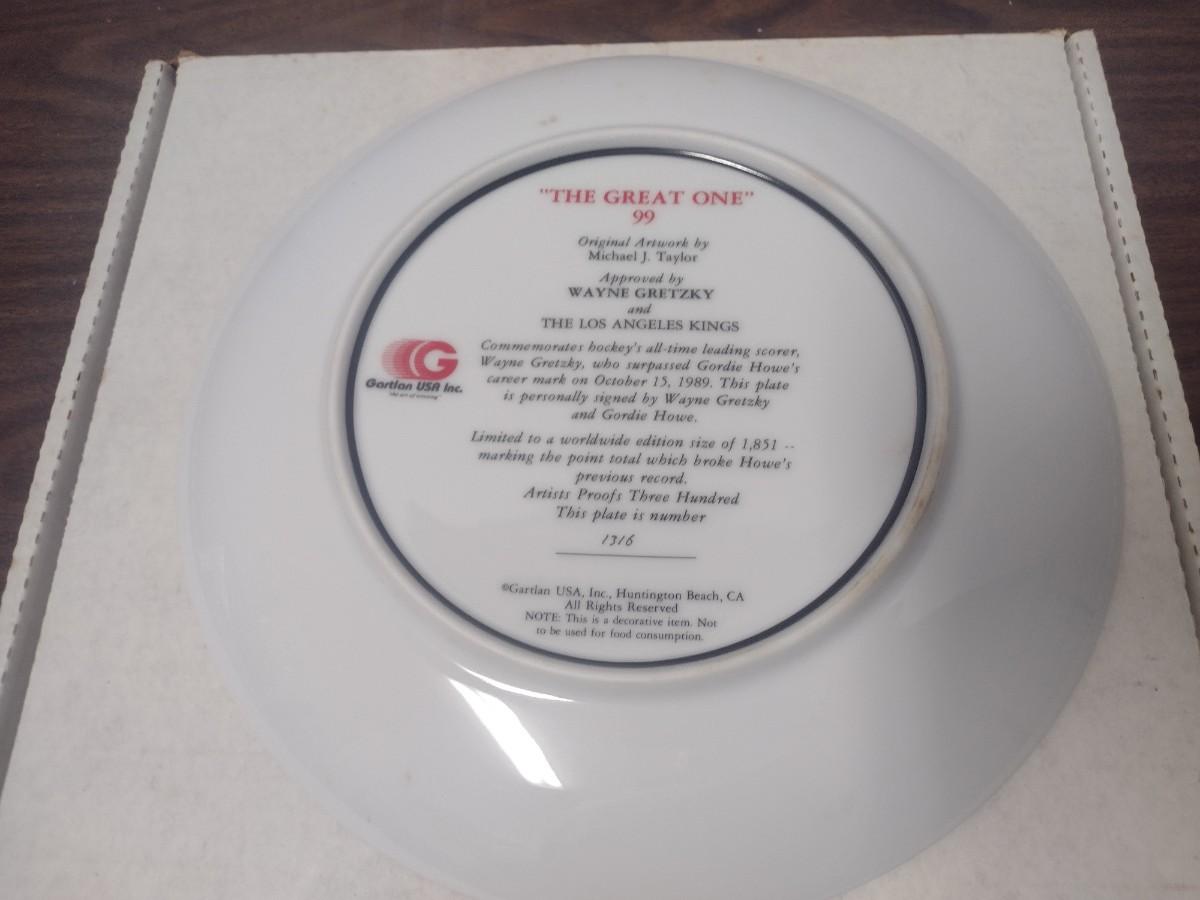 "THE GREAT ONE"
99
Original Artwork by
Michael J. Taylor
Approved by
WAYNE GRETZKY
and
THE LOS ANGELES KINGS
Commemorates hockey's all-time leading scorer,
Wayne Gretzky, who surpassed Gordie Howe's
career mark on October 15, 1989. This plate
is personally signed by Wayne Gretzky
and Gordie Howe.
Limited to a worldwide edition size of 1,851 --
marking the point total which broke Howe's
previous record.
Artists Proofs Three Hundred
This plate is number
1316
©Gartlan USA, Inc., Huntington Beach, CA
All Rights Reserved
NOTE: This is a decorative item. Not
to be used for food consumption.
G
Gartlan USA Inc.